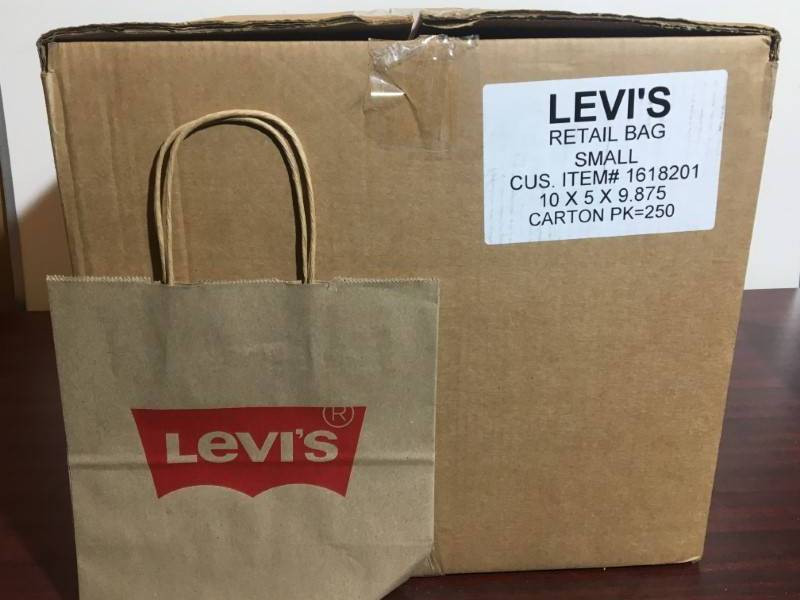 LEVI'S
RETAIL BAG
SMALL
CUS. ITEM# 1618201
10 X 5 X 9.875
CARTON PK=250
LEVI'S ®